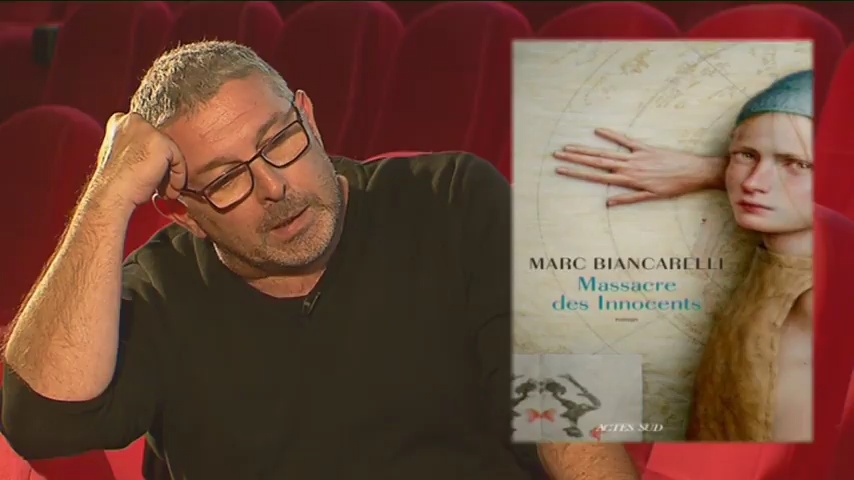 MARC BIANCARELLI
Massacre
des Innocents
roman
ACTES SUD